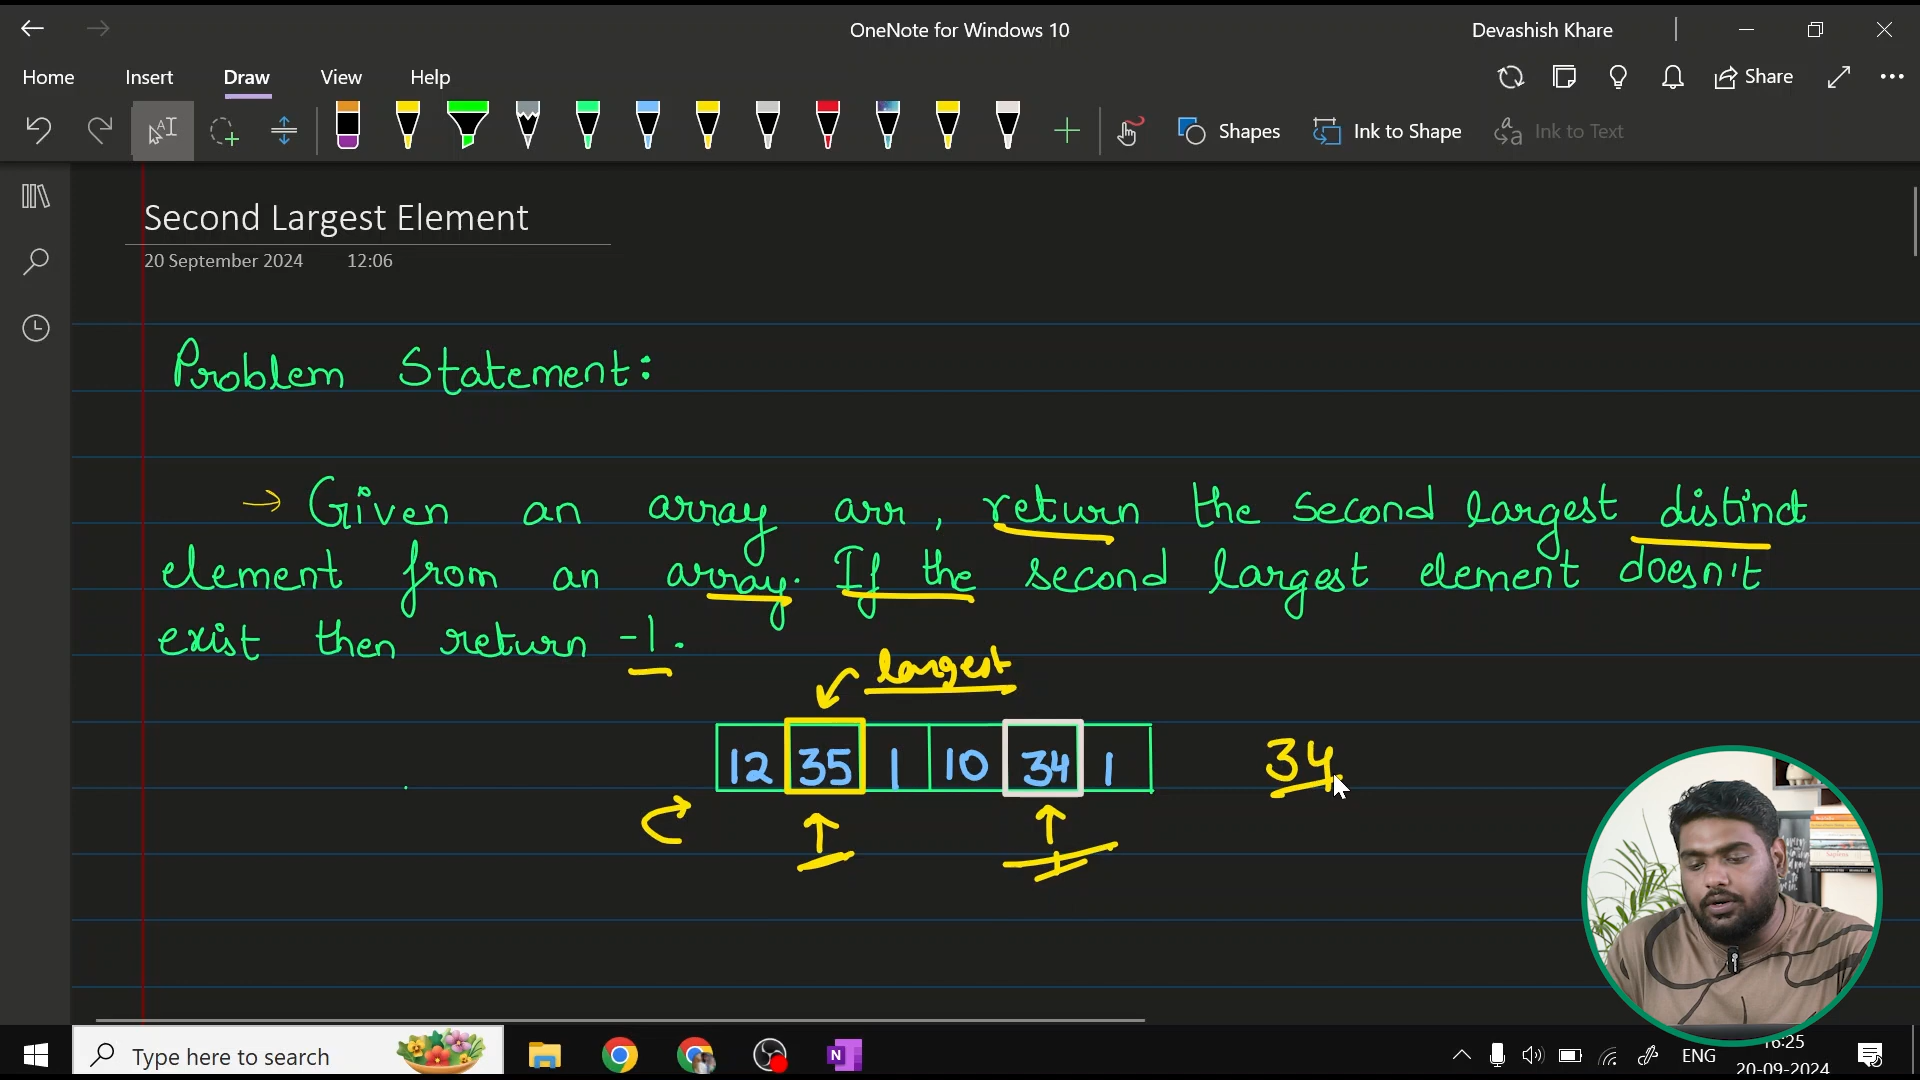 OneNote for Windows 10
Devashish Khare
Home Insert Draw View Help
Share
Shapes Ink to Shape Ink to Text
Second Largest Element
20 September 2024 12:06
Problem Statement:
→ Given an array arr, return the second largest distinct
element from an array. If the second largest element doesn't
exist then return -1.
largest
12 35 1 10 34 1
34
Type here to search
ENG
16:25
20-09-2024